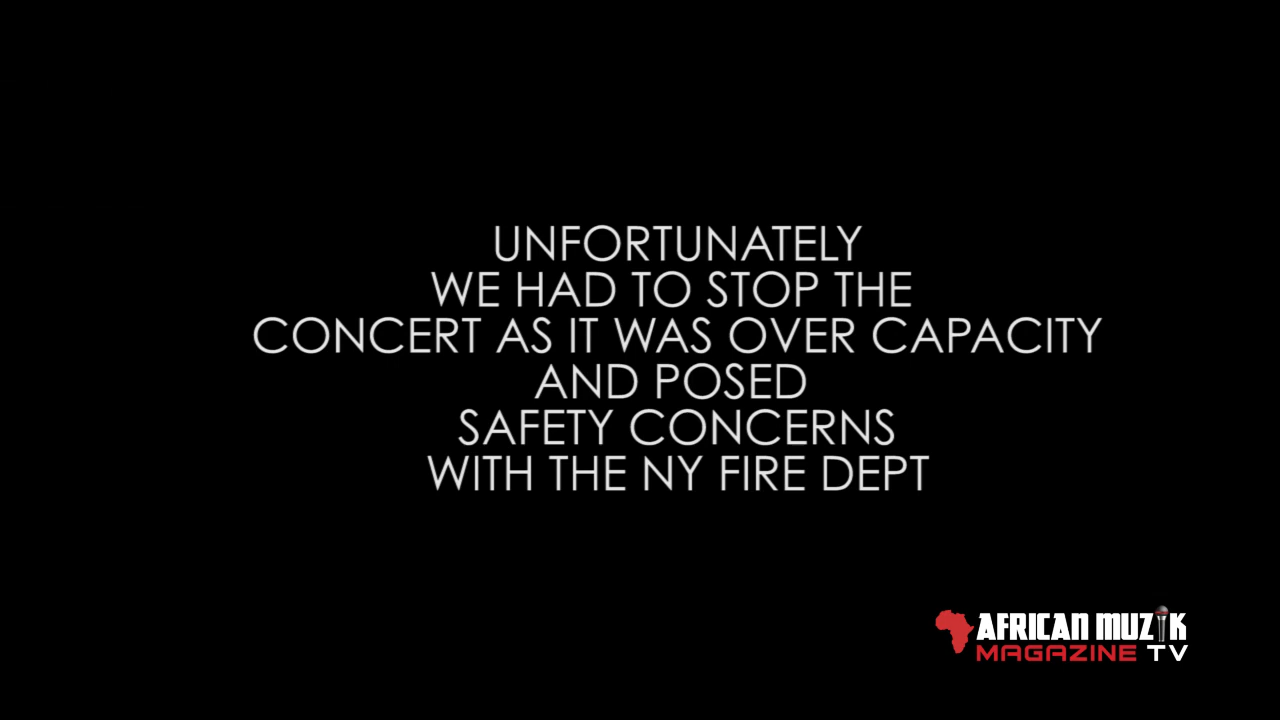 UNFORTUNATELY
WE HAD TO STOP THE
CONCERT AS IT WAS OVER CAPACITY
AND POSED
SAFETY CONCERNS
WITH THE NY FIRE DEPT
AFRICAN MUZIK
MAGAZINE TV